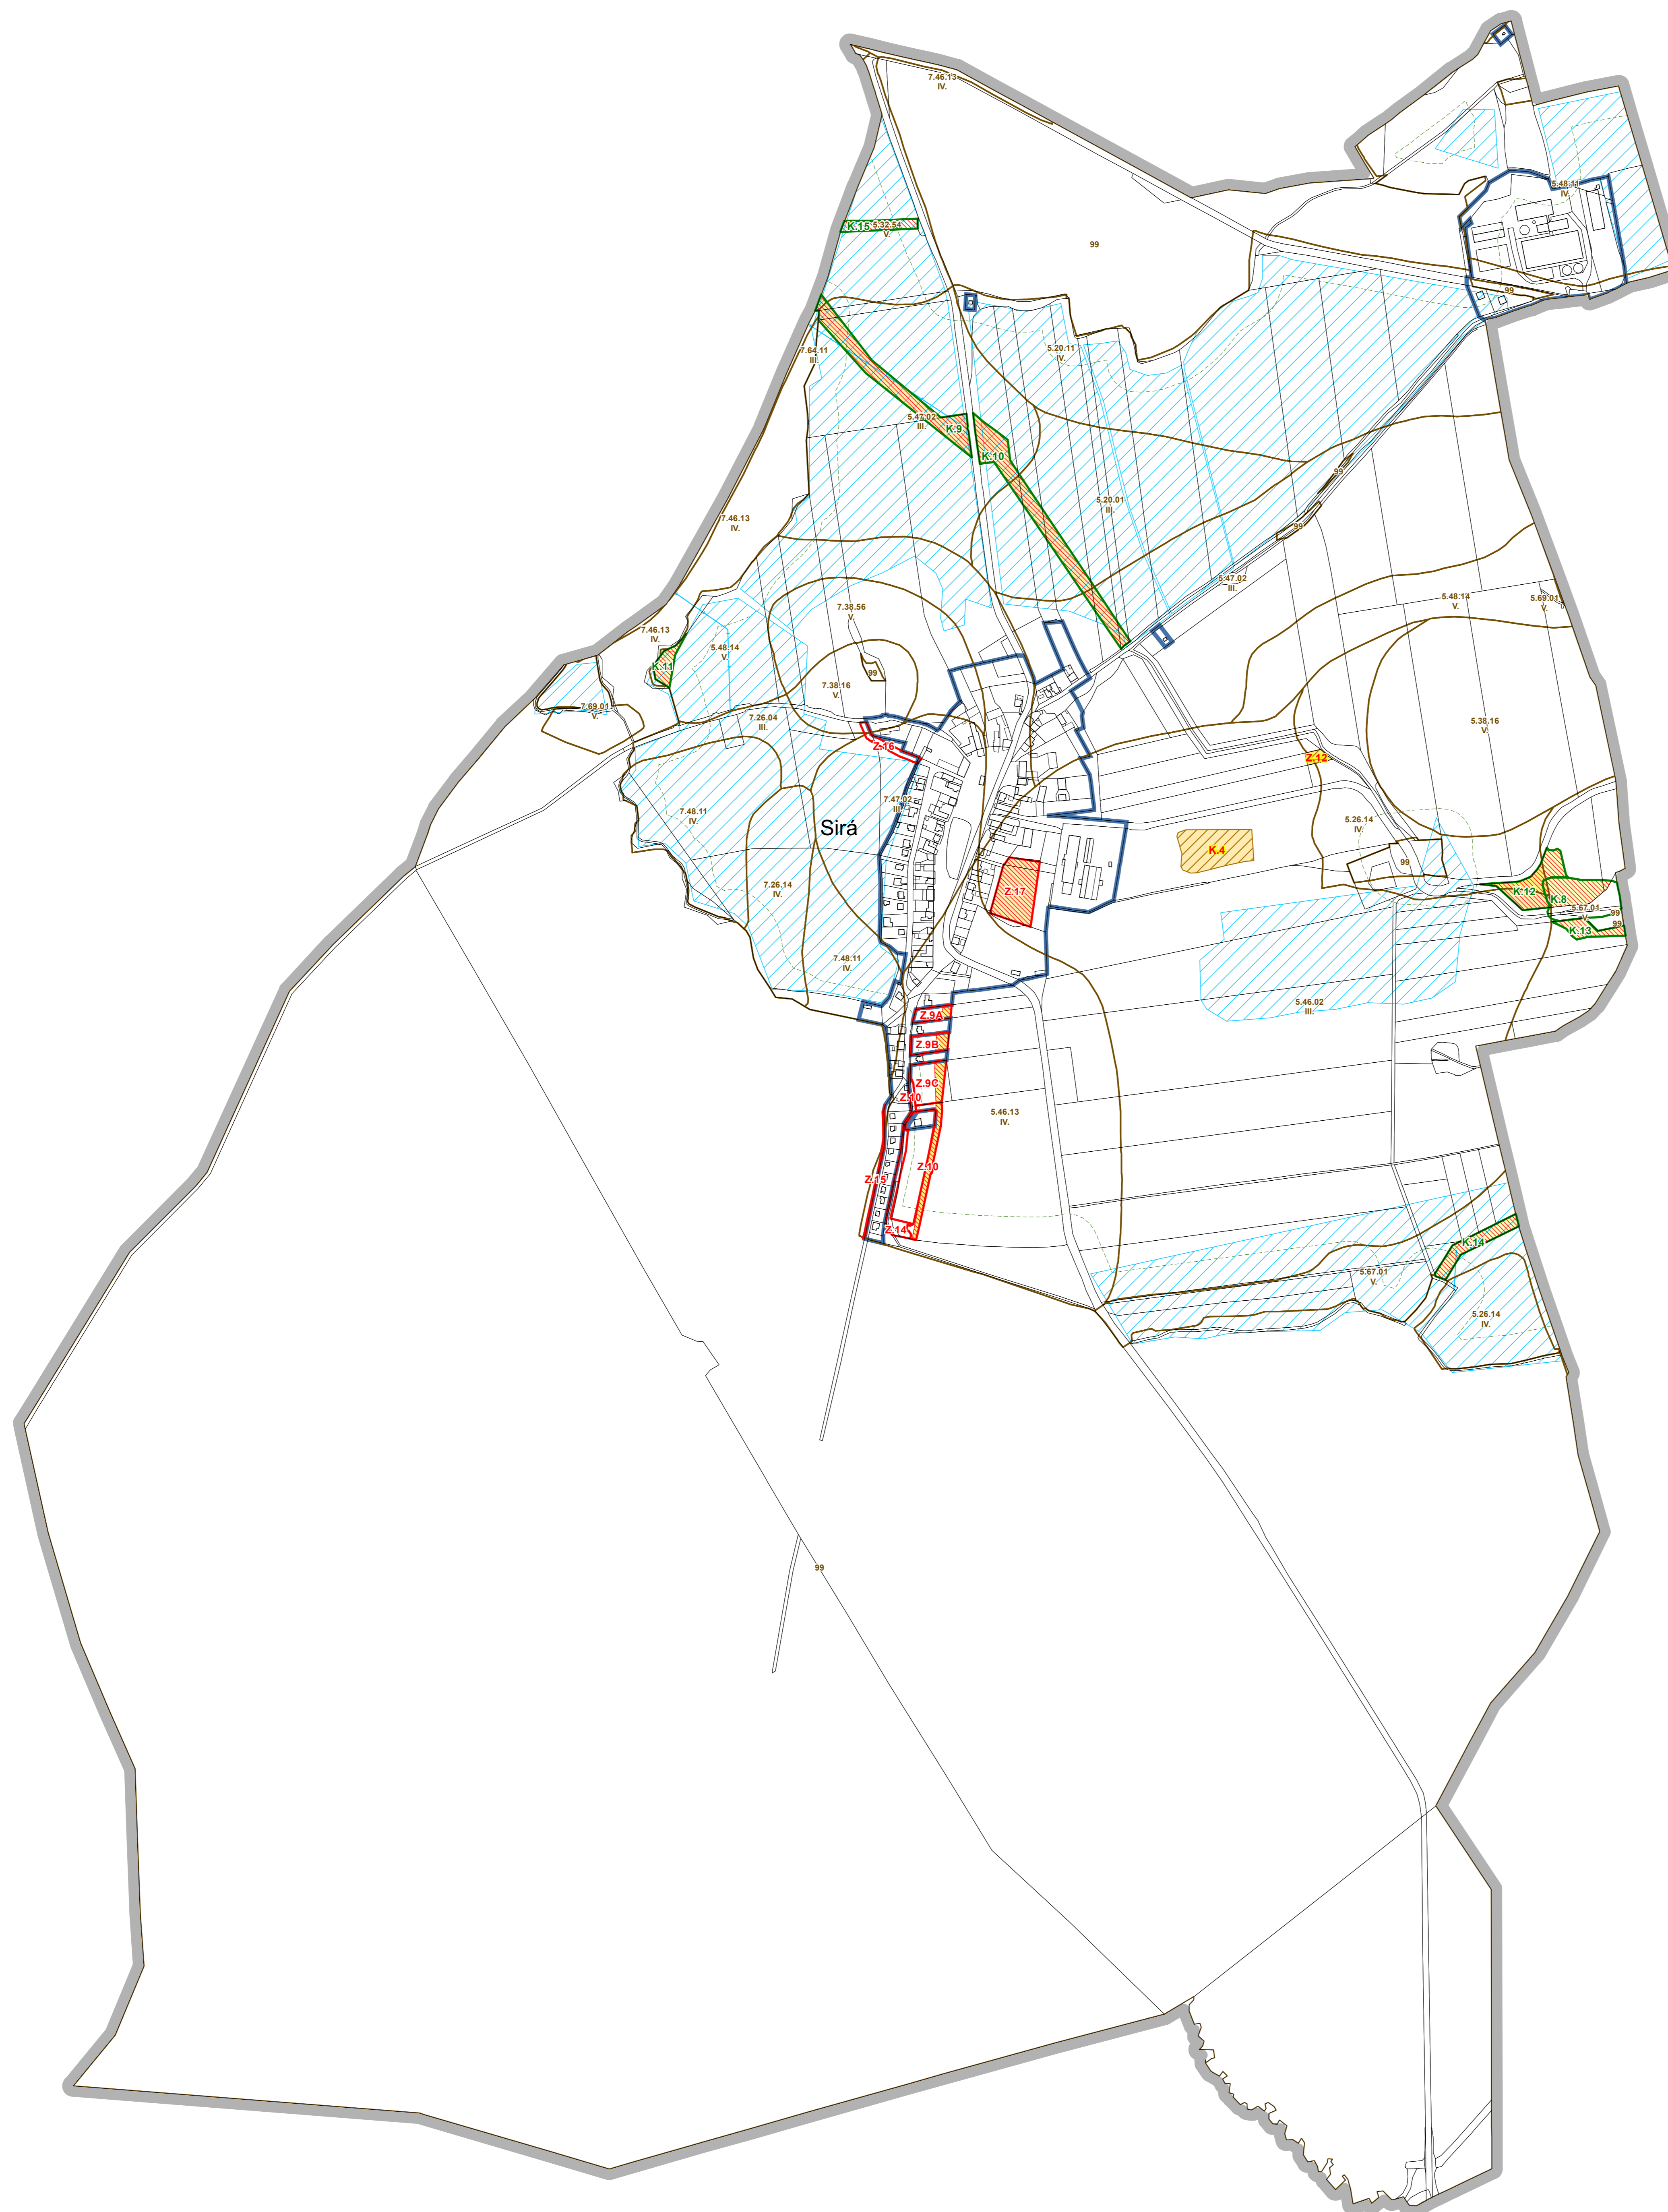 7.46.13
IV.
5.48.11
IV.
K.15
5.32.54
V.
99
99
7.64.11
III.
5.20.11
IV.
5.47.02
III.
K.9
K.10
99
5.20.01
III.
7.46.13
IV.
99
5.47.02
III.
7.38.56
V.
5.48.14
V.
5.69.01
V.
7.46.13
IV.
5.48.14
V.
K.11
99
7.38.16
V.
7.69.01
V.
7.26.04
III.
5.38.16
V.
Z.16
Z.12
7.47.02
III.
7.48.11
IV.
Sirá
5.26.14
IV.
K.4
99
7.26.14
IV.
Z.17
K.12
K.8
5.67.01
V.
99
99
K.13
7.48.11
IV.
5.46.02
III.
Z.9A
Z.9B
Z.9C
Z.10
5.46.13
IV.
Z.10
Z.15
Z.14
K.14
5.67.01
V.
5.26.14
IV.
99